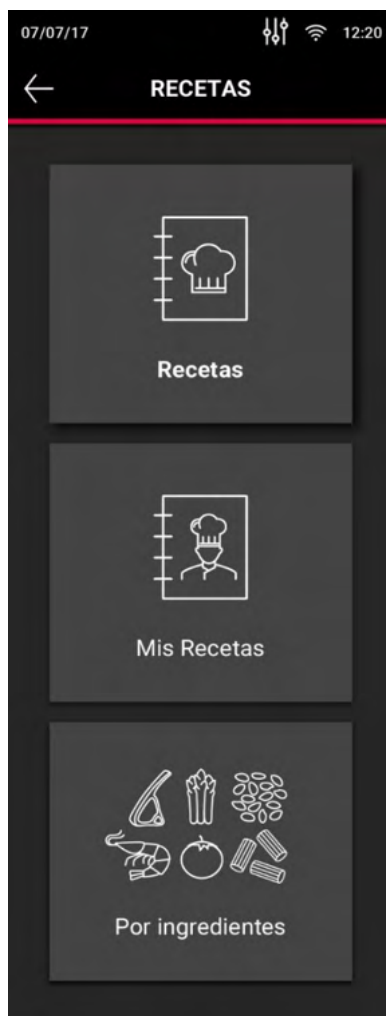 07/07/17 12:20
RECETAS
Recetas
Mis Recetas
Por ingredientes